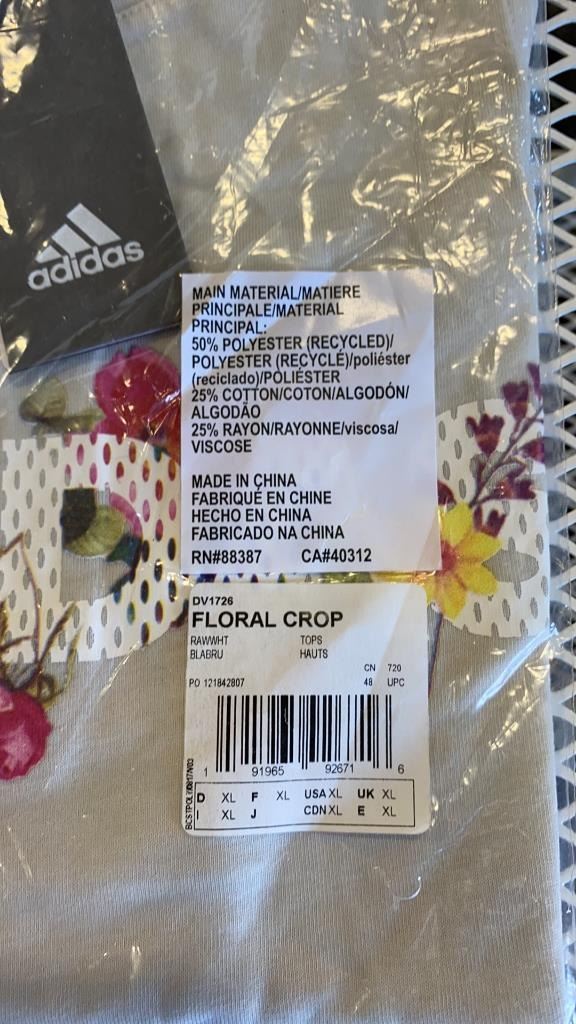 adidas
MAIN MATERIAL/MATIERE
PRINCIPALE/MATERIAL
PRINCIPAL:
50% POLYESTER (RECYCLED)/
POLYESTER (RECYCLÉ)/poliéster
(reciclado)/POLIÉSTER
25% COTTON/COTON/ALGODÓN/
ALGODÃO
25% RAYON/RAYONNE/viscosa/
VISCOSE
MADE IN CHINA
FABRIQUÉ EN CHINE
HECHO EN CHINA
FABRICADO NA CHINA
RN#88387 CA#40312
DV1726
FLORAL CROP
RAWWHT TOPS
BLABRU HAUTS
CN 720
PO 121842807 48 UPC
1 91965 92671 6
D XL F XL USA XL UK XL
I XL J CDN XL E XL